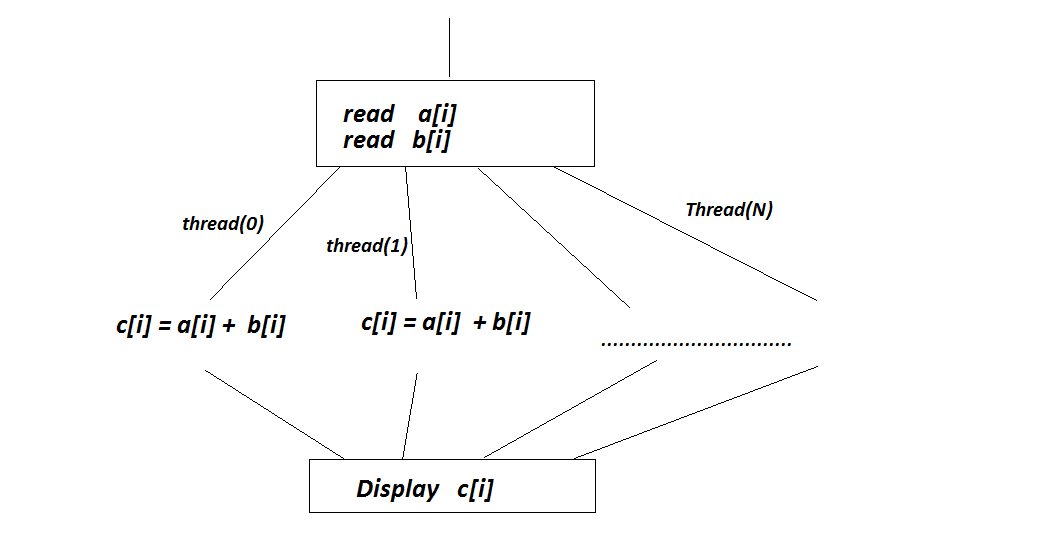 read a[i]
read b[i]
thread(0)
thread(1)
Thread(N)
c[i] = a[i] + b[i]
c[i] = a[i] + b[i]
................................
Display c[i]